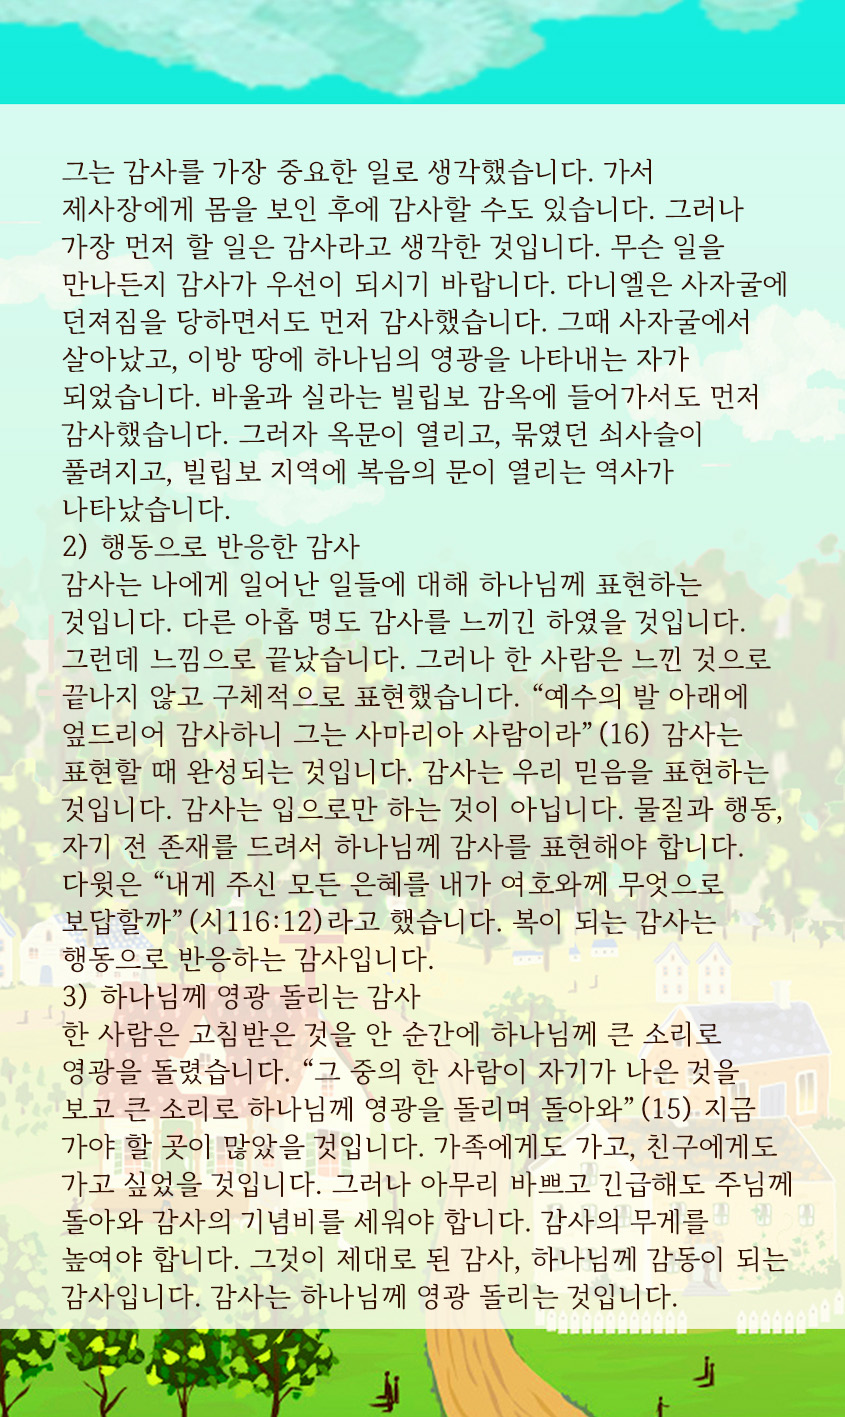 그는 감사를 가장 중요한 일로 생각했습니다. 가서
제사장에게 몸을 보인 후에 감사할 수도 있습니다. 그러나
가장 먼저 할 일은 감사라고 생각한 것입니다. 무슨 일을
만나든지 감사가 우선이 되시기 바랍니다. 다니엘은 사자굴에
던져짐을 당하면서도 먼저 감사했습니다. 그때 사자굴에서
살아났고, 이방 땅에 하나님의 영광을 나타내는 자가
되었습니다. 바울과 실라는 빌립보 감옥에 들어가서도 먼저
감사했습니다. 그러자 옥문이 열리고, 묶였던 쇠사슬이
풀려지고, 빌립보 지역에 복음의 문이 열리는 역사가
나타났습니다.
2) 행동으로 반응한 감사
감사는 나에게 일어난 일들에 대해 하나님께 표현하는
것입니다. 다른 아홉 명도 감사를 느끼긴 하였을 것입니다.
그런데 느낌으로 끝났습니다. 그러나 한 사람은 느낀 것으로
끝나지 않고 구체적으로 표현했습니다. “예수의 발 아래에
엎드리어 감사하니 그는 사마리아 사람이라”(16) 감사는
표현할 때 완성되는 것입니다. 감사는 우리 믿음을 표현하는
것입니다. 감사는 입으로만 하는 것이 아닙니다. 물질과 행동,
자기 전 존재를 드려서 하나님께 감사를 표현해야 합니다.
다윗은 “내게 주신 모든 은혜를 내가 여호와께 무엇으로
보답할까”(시116:12)라고 했습니다. 복이 되는 감사는
행동으로 반응하는 감사입니다.
3) 하나님께 영광 돌리는 감사
한 사람은 고침받은 것을 안 순간에 하나님께 큰 소리로
영광을 돌렸습니다. “그 중의 한 사람이 자기가 나은 것을
보고 큰 소리로 하나님께 영광을 돌리며 돌아와”(15) 지금
가야 할 곳이 많았을 것입니다. 가족에게도 가고, 친구에게도
가고 싶었을 것입니다. 그러나 아무리 바쁘고 긴급해도 주님께
돌아와 감사의 기념비를 세워야 합니다. 감사의 무게를
높여야 합니다. 그것이 제대로 된 감사, 하나님께 감동이 되는
감사입니다. 감사는 하나님께 영광 돌리는 것입니다.